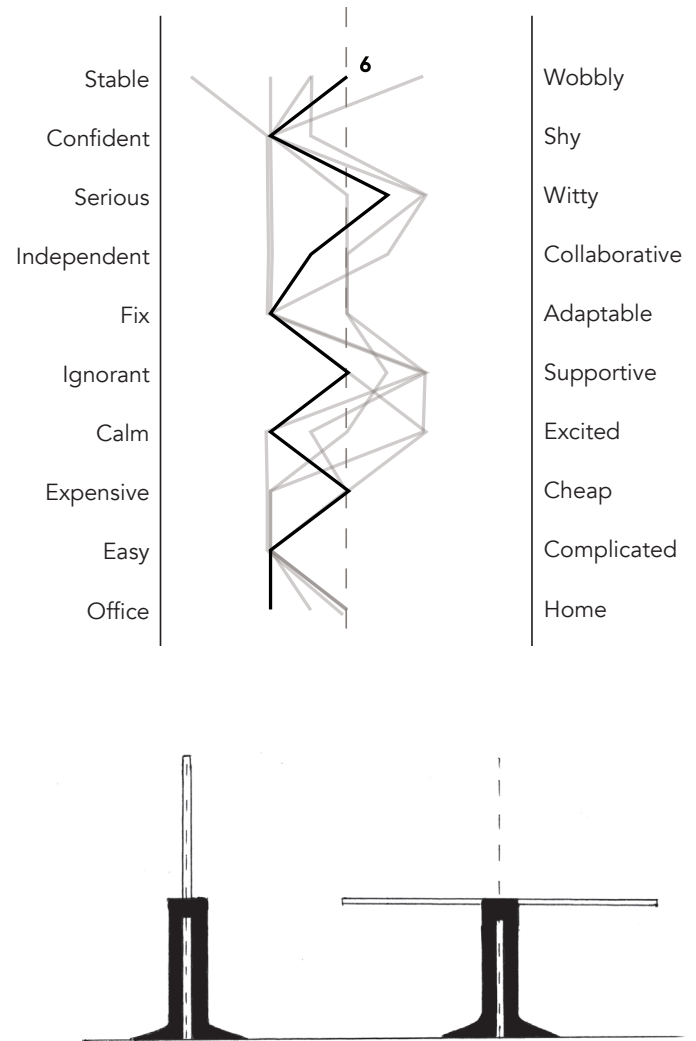 6
Stable Wobbly
Confident Shy
Serious Witty
Independent Collaborative
Fix Adaptable
Ignorant Supportive
Calm Excited
Expensive Cheap
Easy Complicated
Office Home